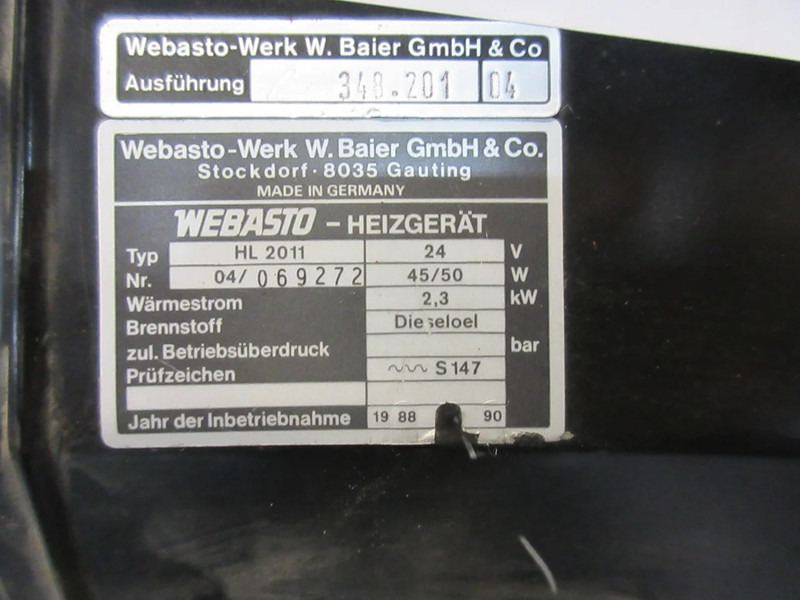 Webasto-Werk W. Baier GmbH & Co
Ausführung 348.201 04
Webasto-Werk W. Baier GmbH & Co.
Stockdorf · 8035 Gauting
MADE IN GERMANY
WEBASTO - HEIZGERÄT
Typ HL 2011 24 V
Nr. 04/ 069272 45/50 W
Wärmestrom 2,3 kW
Brennstoff Dieseloel
zul. Betriebsüberdruck bar
Prüfzeichen S 147
Jahr der Inbetriebnahme 19 88 90